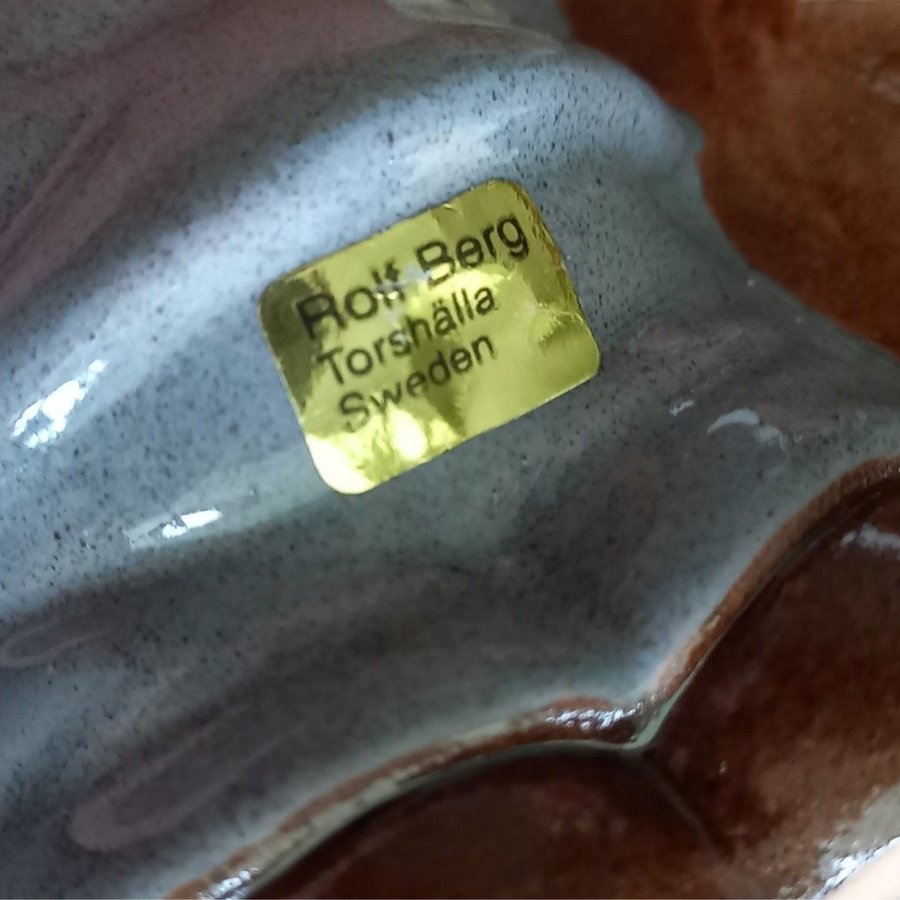 Rolf Berg
Torshälla
Sweden